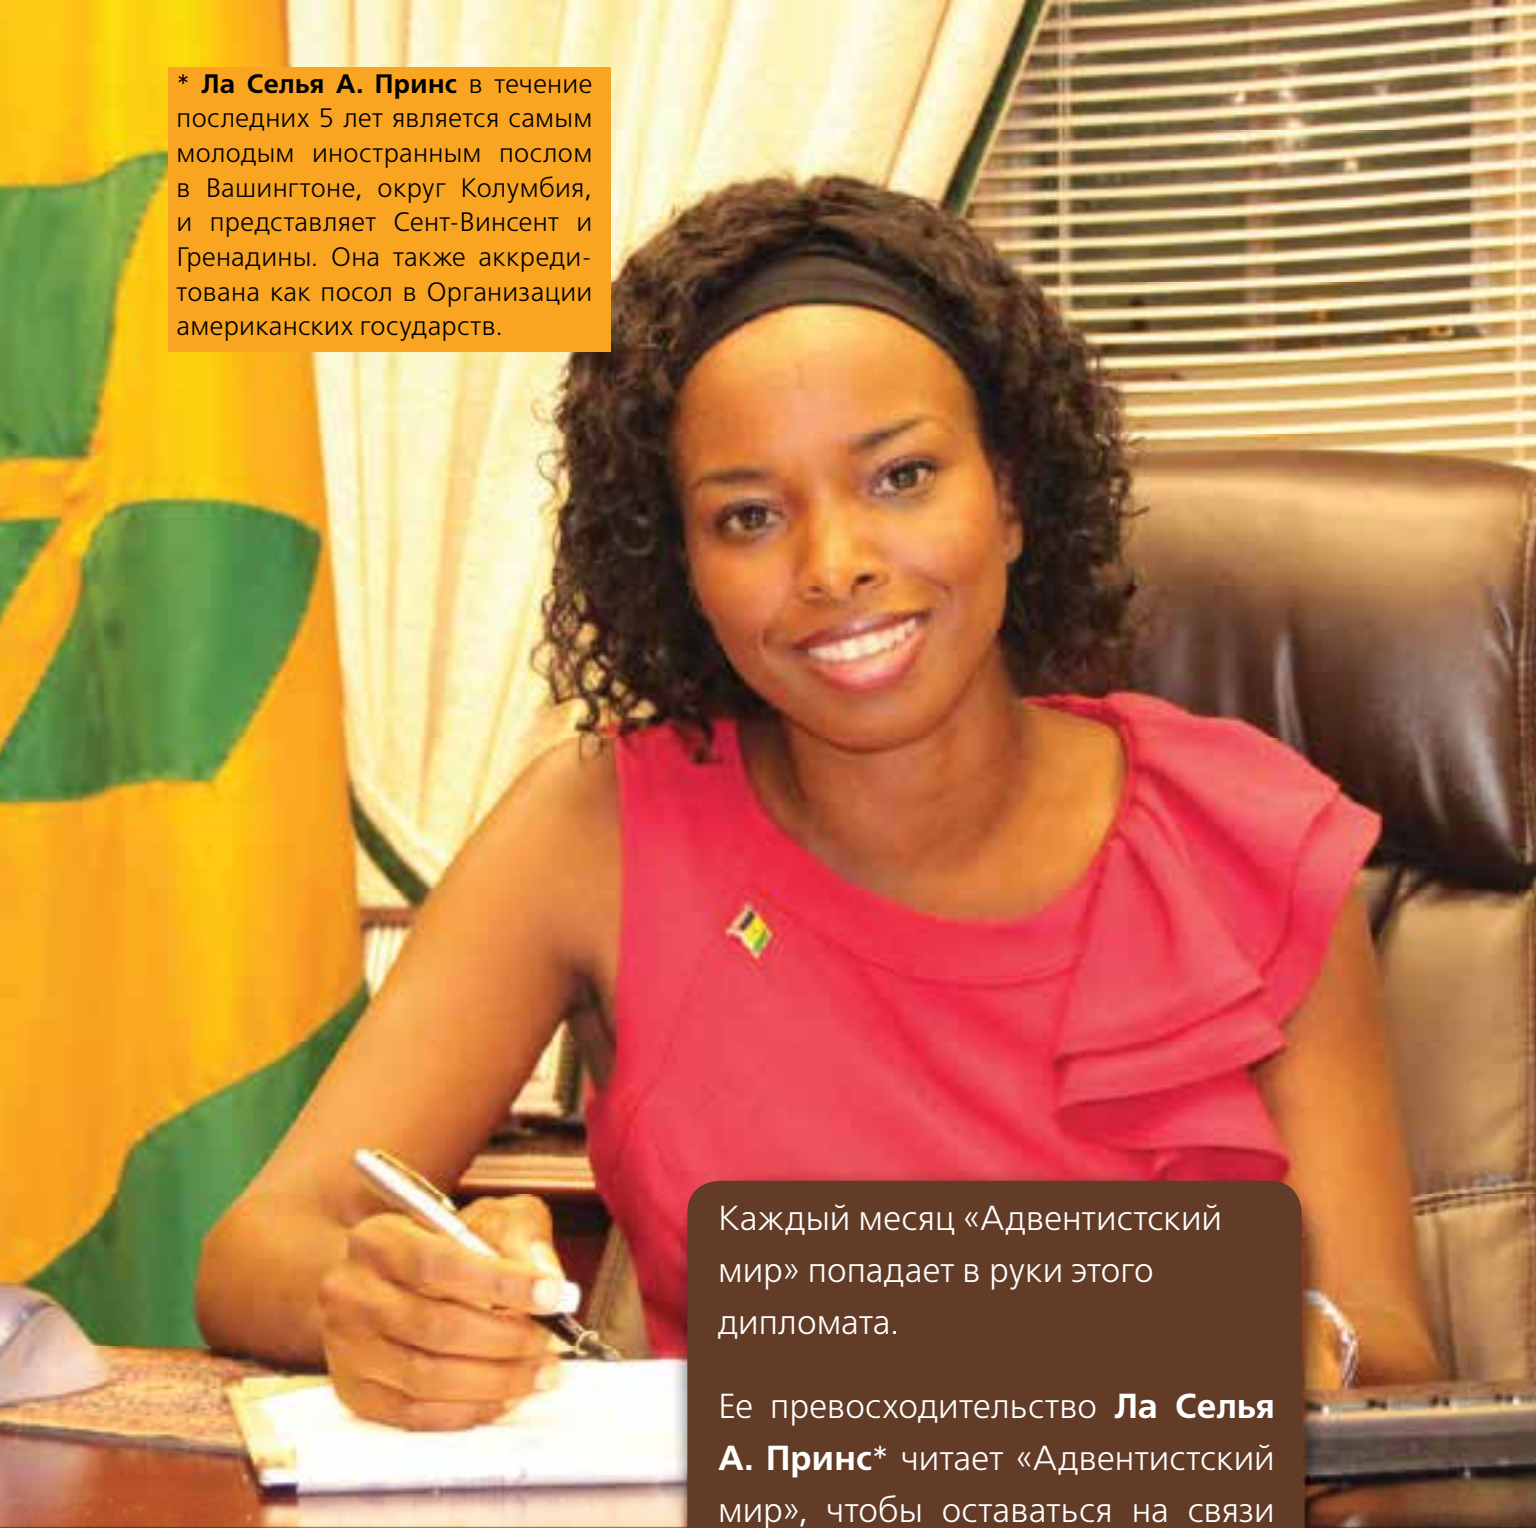 * Ла Селья А. Принс в течение
последних 5 лет является самым
молодым иностранным послом
в Вашингтоне, округ Колумбия,
и представляет Сент-Винсент и
Гренадины. Она также аккреди-
тована как посол в Организации
американских государств.
Каждый месяц «Адвентистский
мир» попадает в руки этого
дипломата.
Ее превосходительство Ла Селья
А. Принс* читает «Адвентистский
мир», чтобы оставаться на связи